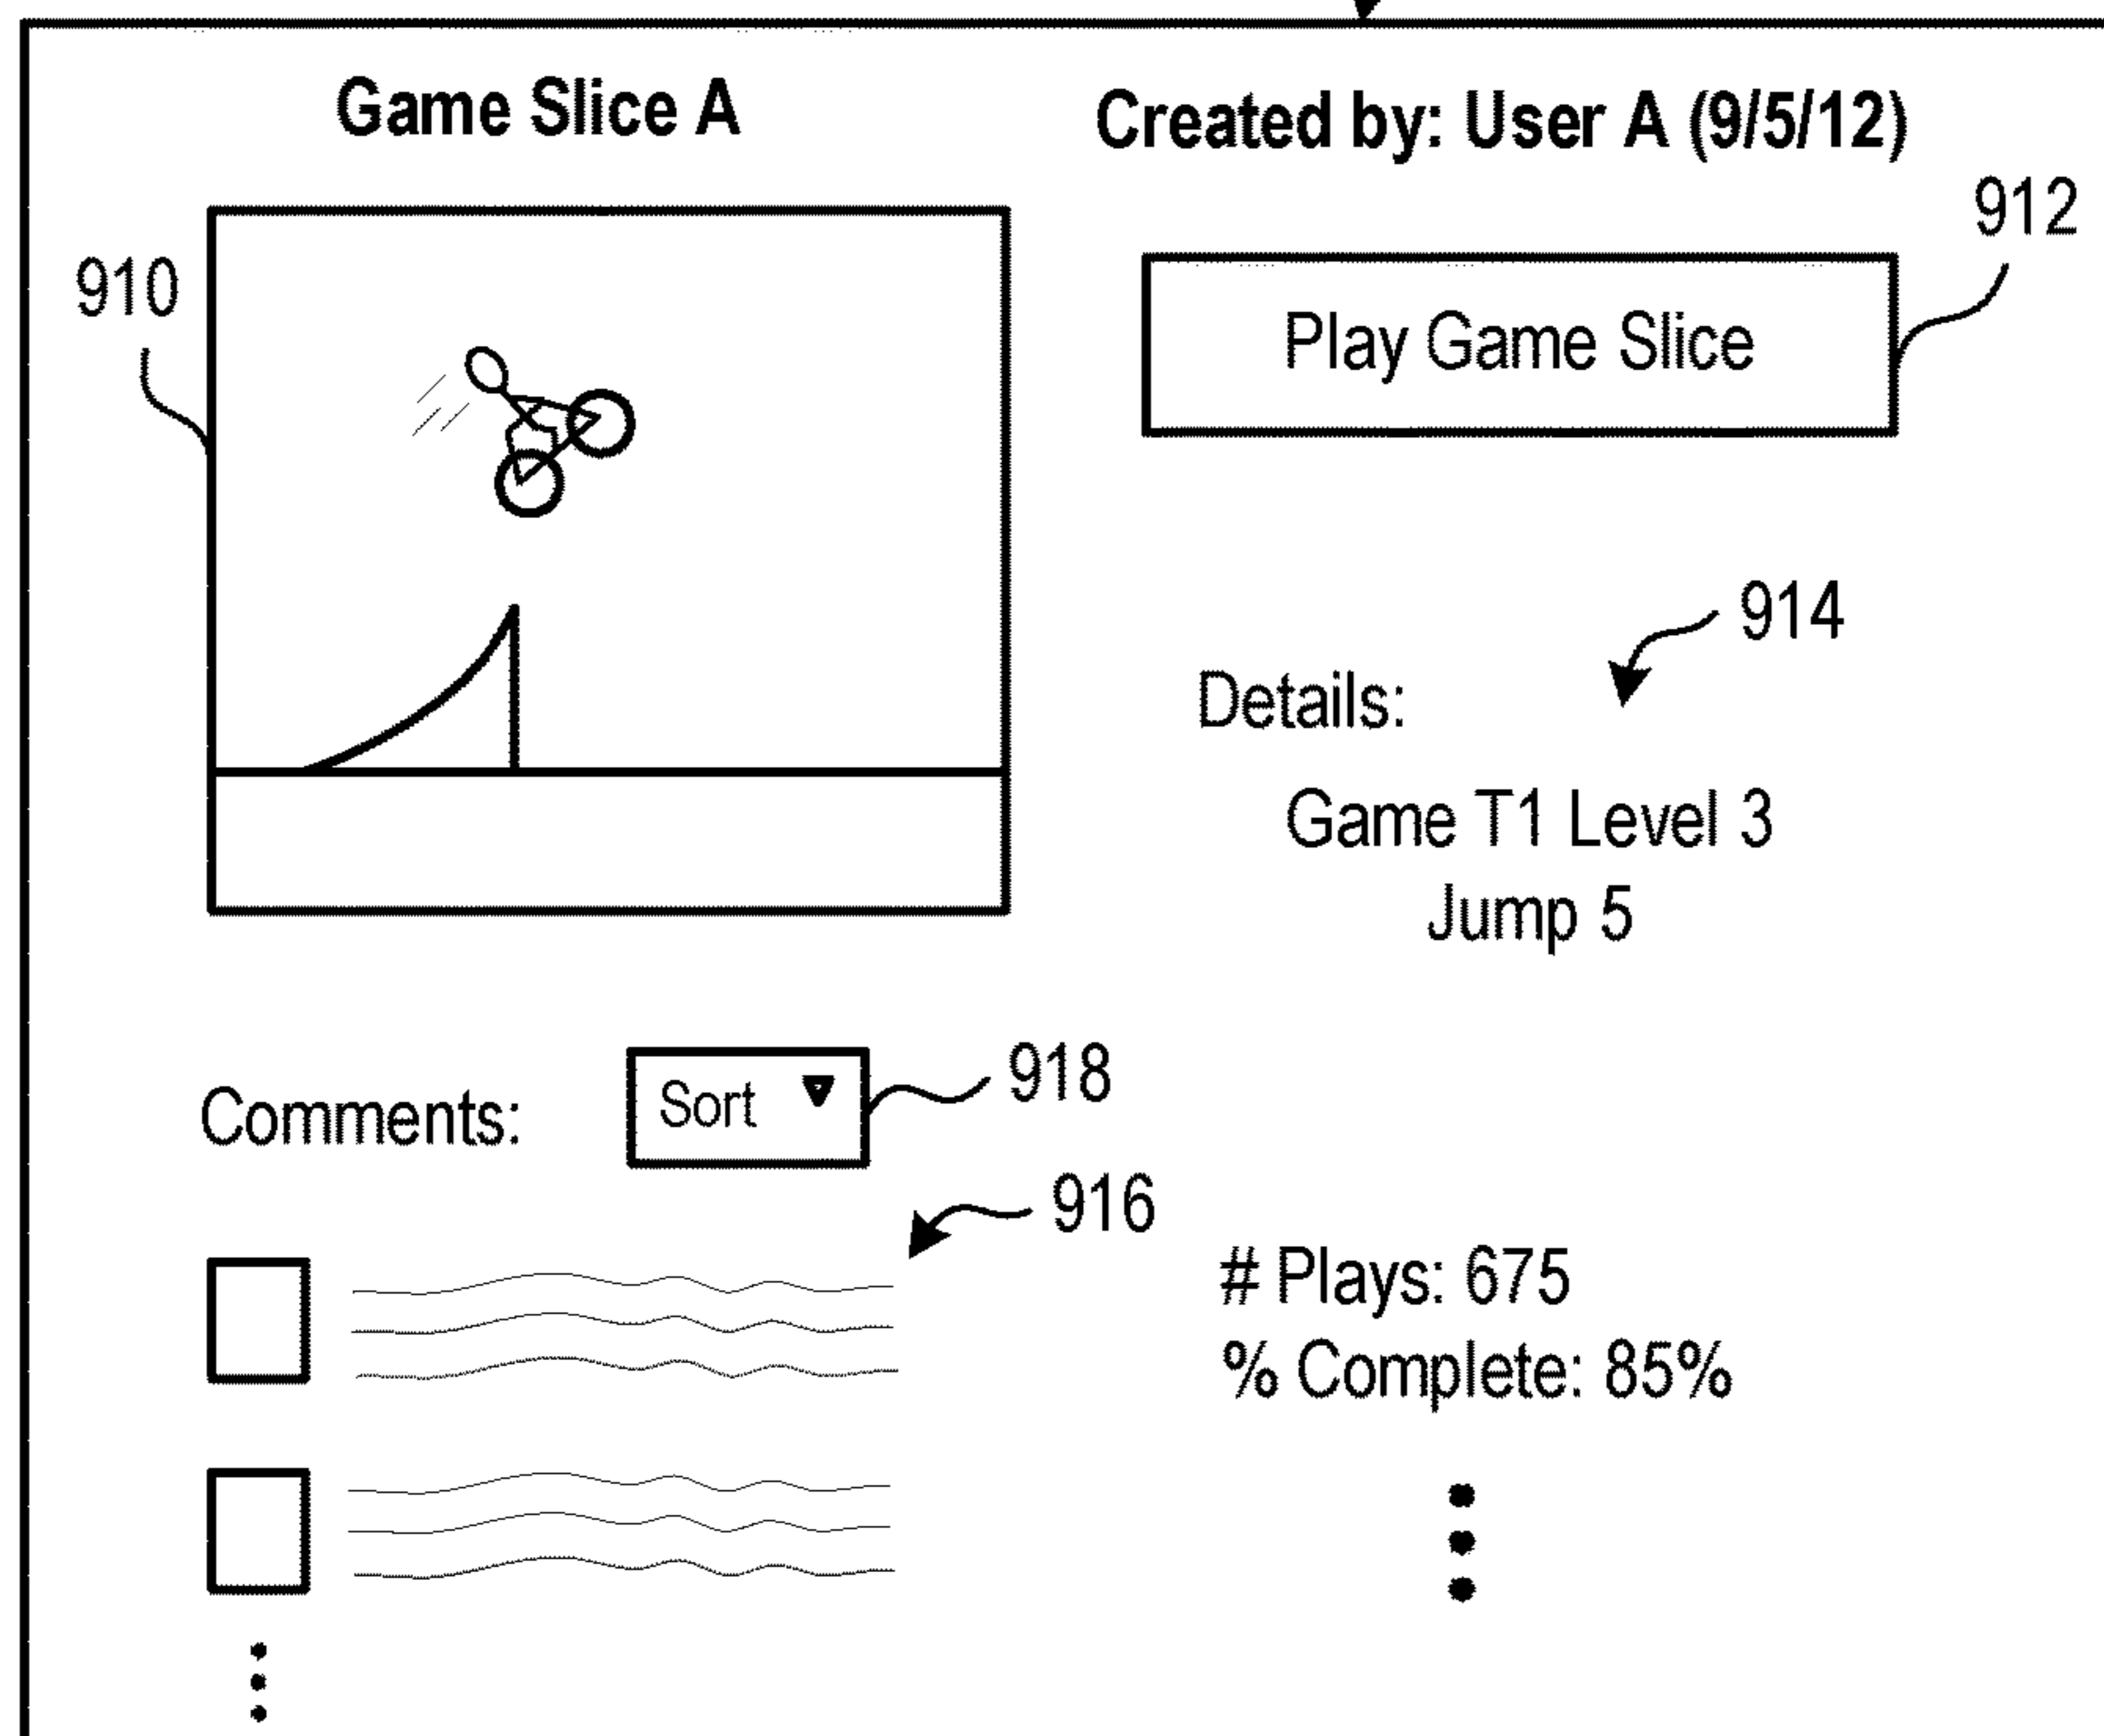 Game Slice A
Created by: User A (9/5/12)
912
910
Play Game Slice
914
Details:
Game T1 Level 3
Jump 5
Comments:
Sort
918
916
# Plays: 675
% Complete: 85%